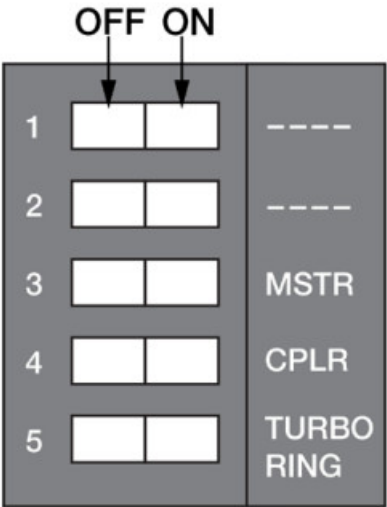 OFF ON
1 ----
2 ----
3 MSTR
4 CPLR
5 TURBO
RING